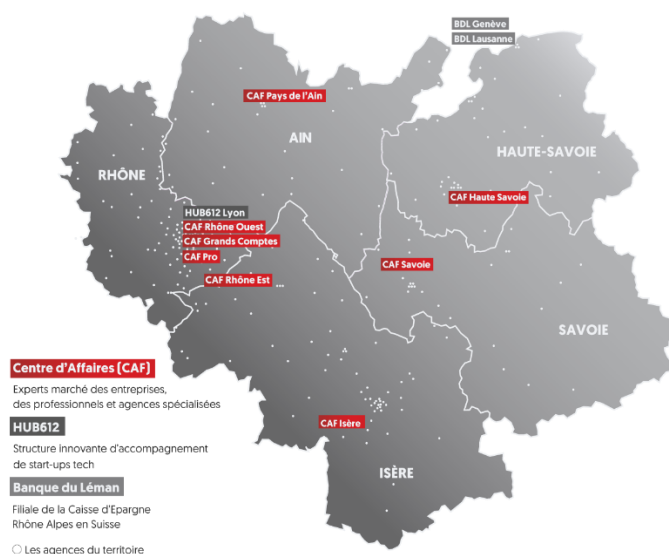 BDL Genève
BDL Lausanne
CAF Pays de l'Ain
AIN
HAUTE-SAVOIE
RHÔNE
CAF Haute Savoie
HUB612 Lyon
CAF Rhône Ouest
CAF Grands Comptes
CAF Pro
CAF Savoie
CAF Rhône Est
SAVOIE
Centre d'Affaires (CAF)
Experts marché des entreprises,
des professionnels et agences spécialisées
HUB612
Structure innovante d'accompagnement
de start-ups tech
CAF Isère
ISÈRE
Banque du Léman
Filiale de la Caisse d'Epargne
Rhône Alpes en Suisse
Les agences du territoire